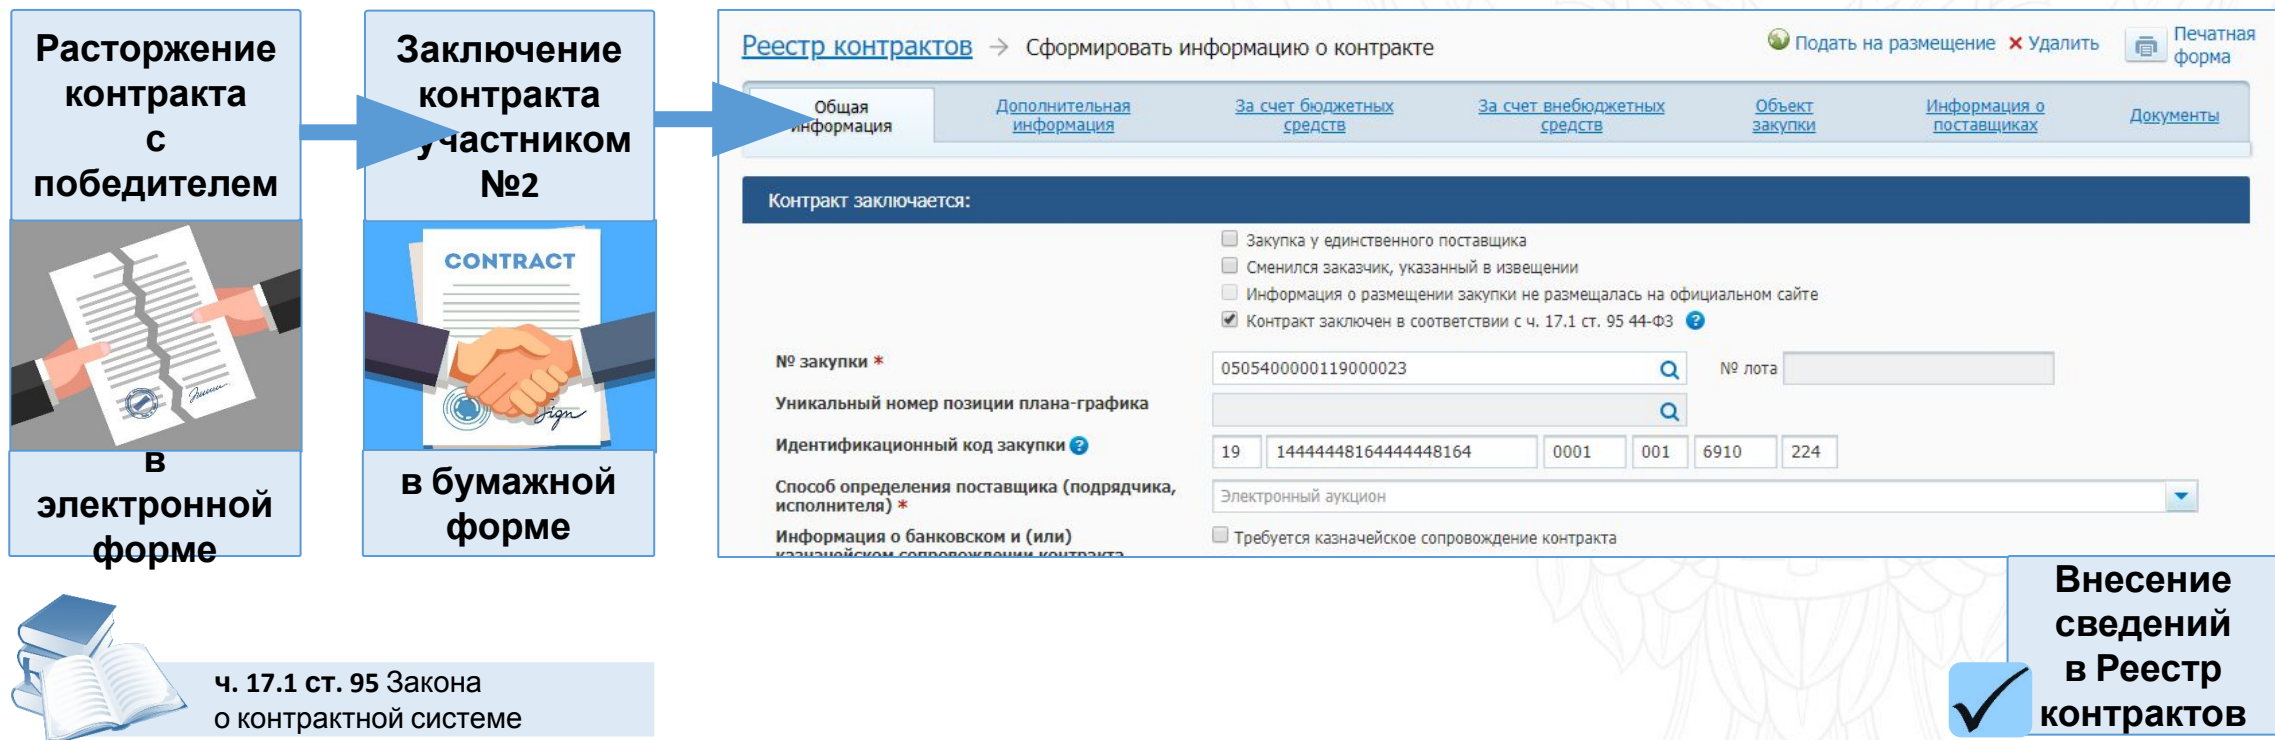 Расторжение
контракта
с
победителем
в
электронной
форме
Заключение
контракта
участником
№2
CONTRACT
Sign
в бумажной
форме
Реестр контрактов → Сформировать информацию о контракте
Подать на размещение
Удалить
Печатная
форма
Общая
информация
Дополнительная
информация
За счет бюджетных
средств
За счет внебюджетных
средств
Объект
закупки
Информация о
поставщиках
Документы
Контракт заключается:
Закупка у единственного поставщика
Сменился заказчик, указанный в извещении
Информация о размещении закупки не размещалась на официальном сайте
Контракт заключен в соответствии с ч. 17.1 ст. 95 44-ФЗ ?
№ закупки * 0505400000119000023 № лота
Уникальный номер позиции плана-графика
Идентификационный код закупки ? 19 14444448164444448164 0001 001 6910 224
Способ определения поставщика (подрядчика,
исполнителя) *
Электронный аукцион
Информация о банковском и (или)
казначейском сопровождении контракта
Требуется казначейское сопровождение контракта
ч. 17.1 ст. 95 Закона
о контрактной системе
Внесение
сведений
в Реестр
контрактов